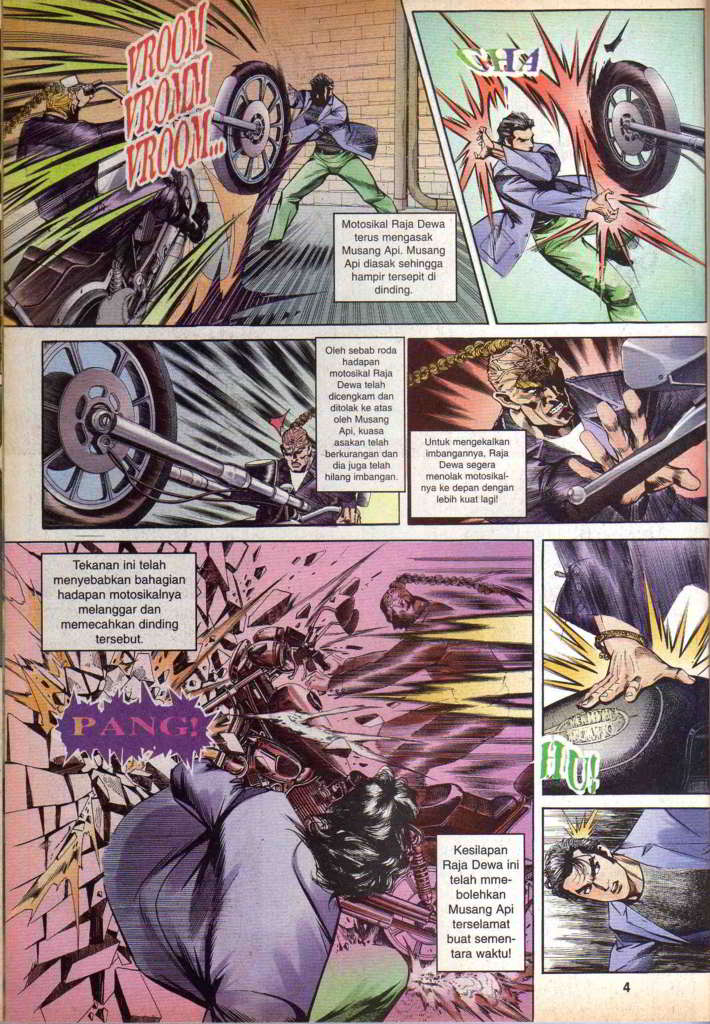 VROOM
VROMM
VROOM...
Motosikal Raja Dewa
terus mengasak
Musang Api. Musang
Api diasak sehingga
hampir tersepit di
dinding.
CHA
Oleh sebab roda
hadapan
motosikal Raja
Dewa telah
dicengkam dan
ditolak ke atas
oleh Musang
Api, kuasa
asakan telah
berkurangan dan
dia juga telah
hilang imbangan.
Untuk mengekalkan
imbangannya, Raja
Dewa segera
menolak motosikal-
nya ke depan dengan
lebih kuat lagi!
Tekanan ini telah
menyebabkan bahagian
hadapan motosikalnya
melanggar dan
memecahkan dinding
tersebut.
PANG!
HU!
Kesilapan
Raja Dewa ini
telah mme-
bolehkan
Musang Api
terselamat
buat semen-
tara waktu!
4